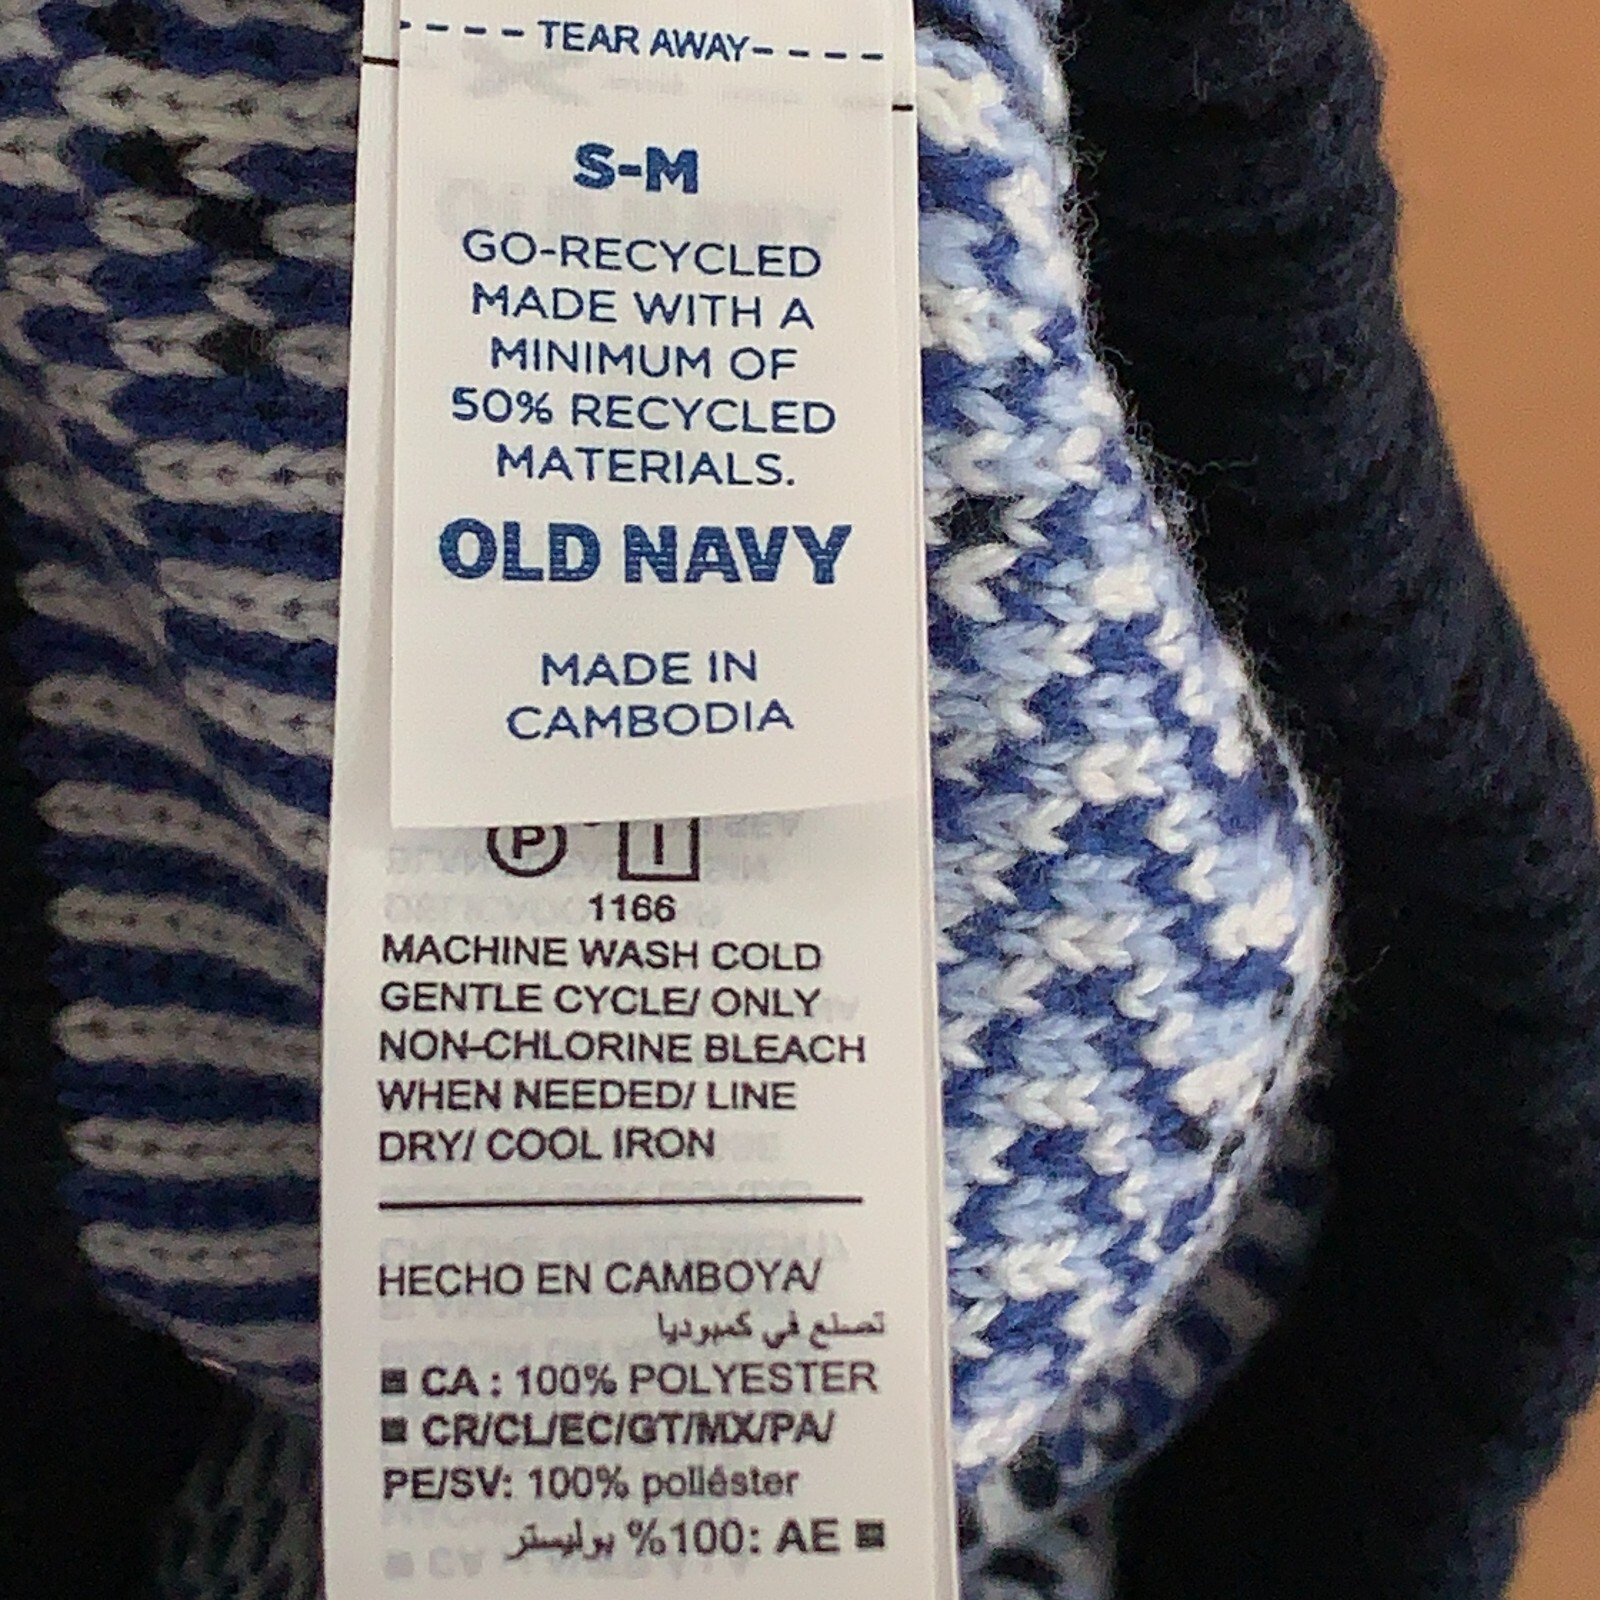 TEAR AWAY
S-M
GO-RECYCLED
MADE WITH A
MINIMUM OF
50% RECYCLED
MATERIALS.
OLD NAVY
MADE IN
CAMBODIA
P
1166
MACHINE WASH COLD
GENTLE CYCLE/ ONLY
NON-CHLORINE BLEACH
WHEN NEEDED/ LINE
DRY/ COOL IRON
HECHO EN CAMBOYA/
تصنع في كمبوديا
CA : 100% POLYESTER
CR/CL/EC/GT/MX/PA/
PE/SV: 100% poliéster
AE :100% بوليستر